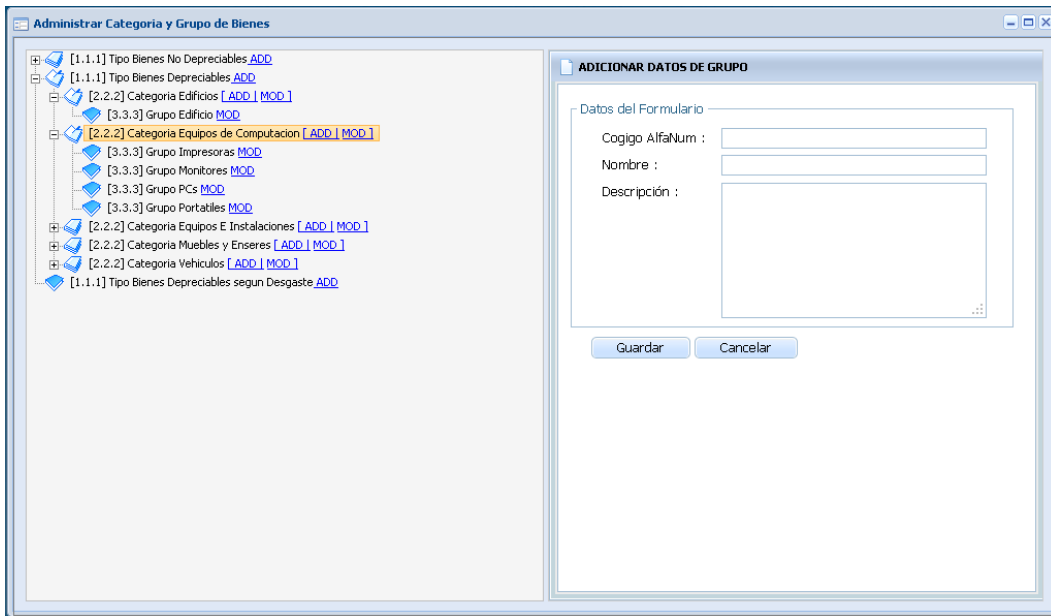 Administrar Categoria y Grupo de Bienes
[1.1.1] Tipo Bienes No Depreciables ADD
[1.1.1] Tipo Bienes Depreciables ADD
[2.2.2] Categoria Edificios [ ADD | MOD ]
[3.3.3] Grupo Edificio MOD
[2.2.2] Categoria Equipos de Computacion [ ADD | MOD ]
[3.3.3] Grupo Impresoras MOD
[3.3.3] Grupo Monitores MOD
[3.3.3] Grupo PCs MOD
[3.3.3] Grupo Portatiles MOD
[2.2.2] Categoria Equipos E Instalaciones [ ADD | MOD ]
[2.2.2] Categoria Muebles y Enseres [ ADD | MOD ]
[2.2.2] Categoria Vehiculos [ ADD | MOD ]
[1.1.1] Tipo Bienes Depreciables segun Desgaste ADD
ADICIONAR DATOS DE GRUPO
Datos del Formulario
Cogigo AlfaNum :
Nombre :
Descripción :
Guardar Cancelar